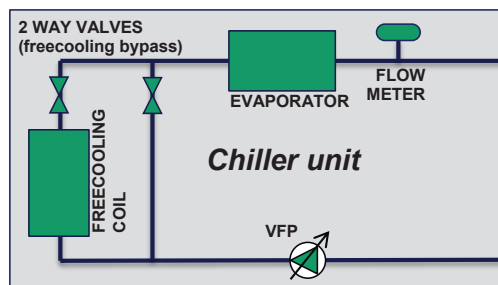 2 WAY VALVES
(freecooling bypass)
EVAPORATOR
FLOW
METER
FREECOOLING
COIL
Chiller unit
VFP